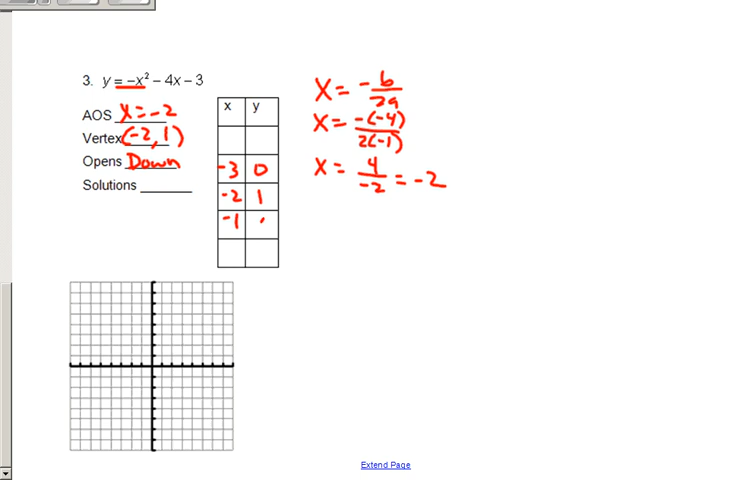 3. y = −x² − 4x − 3
AOS x = -2
Vertex (-2, 1)
Opens Down
Solutions ______
x y
-3 0
-2 1
-1
x = -b/2a
x = -(-4)/2(-1)
x = 4/-2 = -2
Extend Page